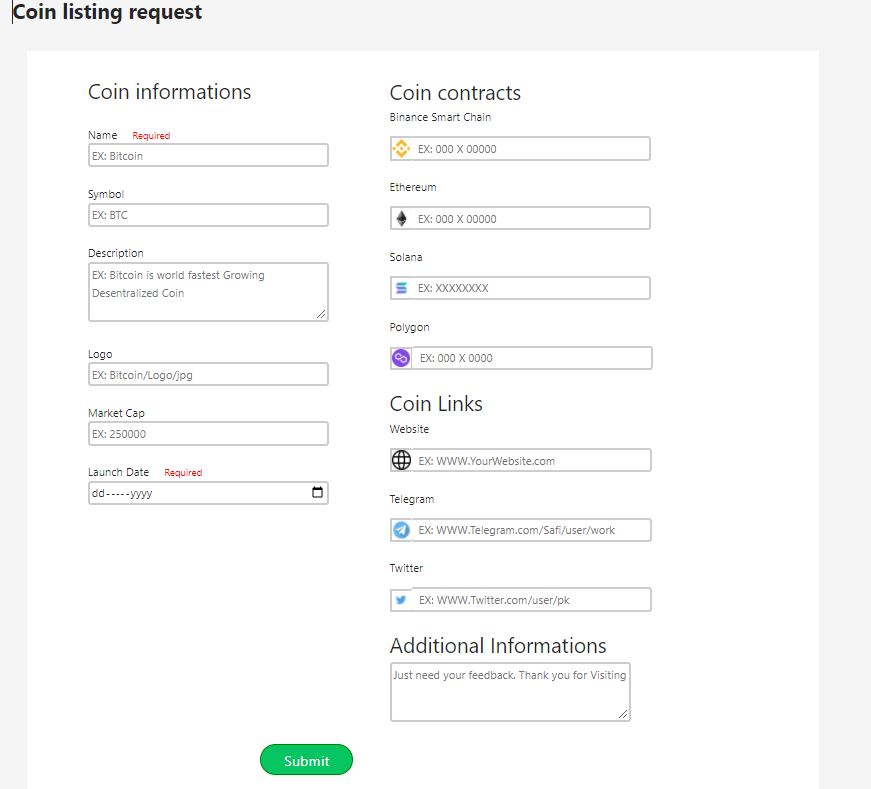 Coin listing request
Coin informations
Name Required
EX: Bitcoin
Symbol
EX: BTC
Description
EX: Bitcoin is world fastest Growing
Desentralized Coin
Logo
EX: Bitcoin/Logo/jpg
Market Cap
EX: 250000
Launch Date Required
dd-----yyyy
Coin contracts
Binance Smart Chain
EX: 000 X 00000
Ethereum
EX: 000 X 00000
Solana
EX: XXXXXXXX
Polygon
EX: 000 X 0000
Coin Links
Website
EX: WWW.YourWebsite.com
Telegram
EX: WWW.Telegram.com/Safi/user/work
Twitter
EX: WWW.Twitter.com/user/pk
Additional Informations
Just need your feedback. Thank you for Visiting
Submit